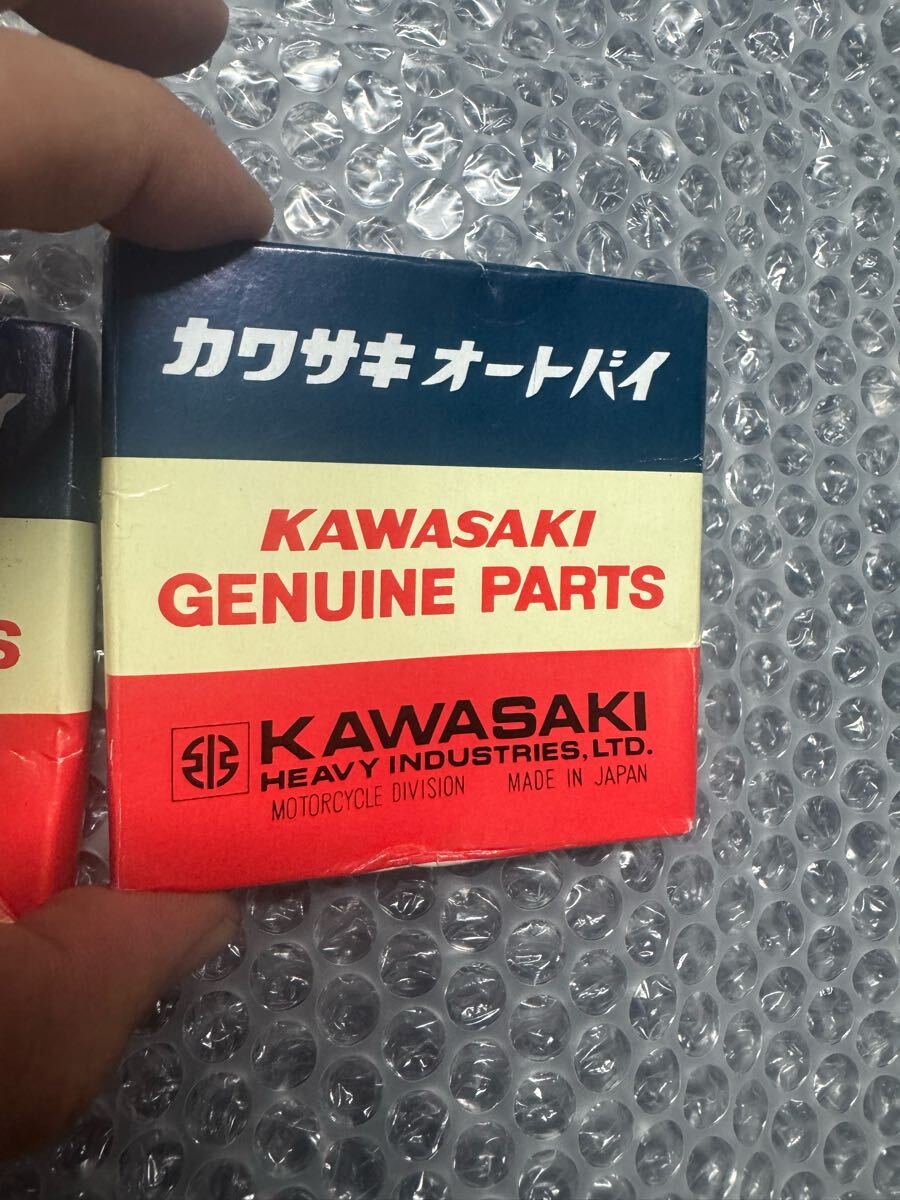 カワサキ オートバイ
KAWASAKI
GENUINE PARTS
KAWASAKI
HEAVY INDUSTRIES, LTD.
MOTORCYCLE DIVISION MADE IN JAPAN
Y
S